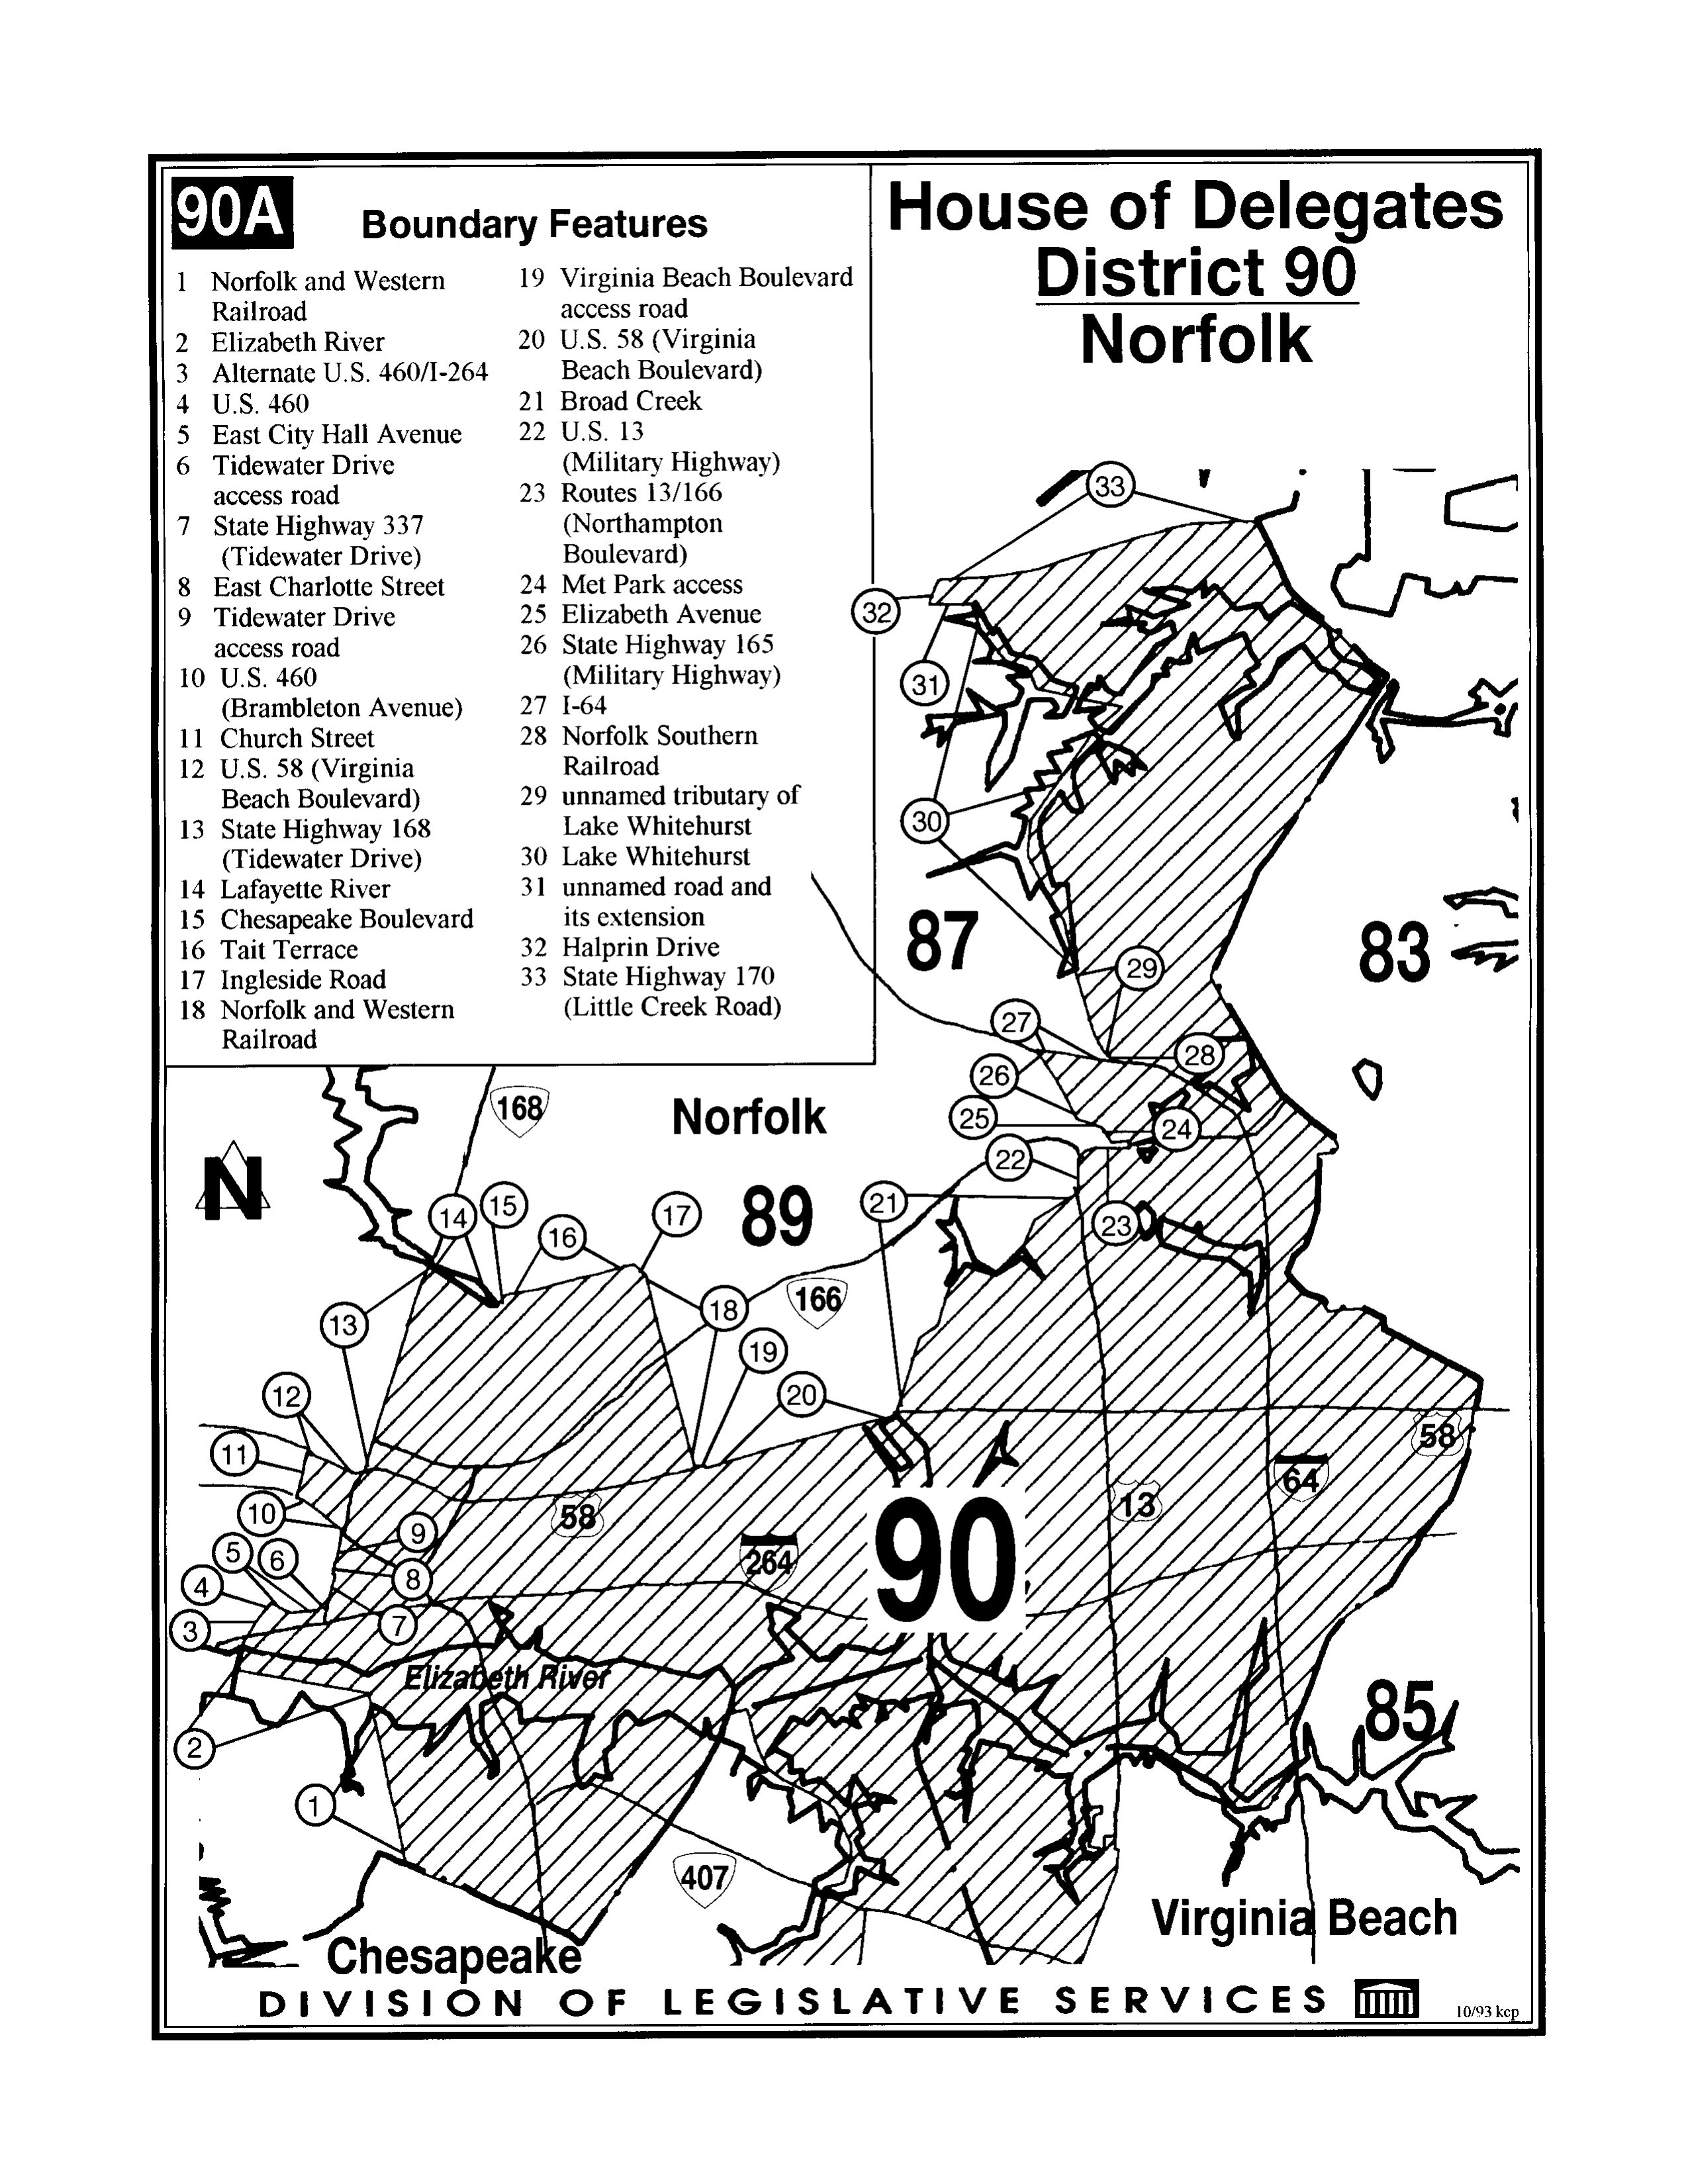 90A
Boundary Features
1 Norfolk and Western
Railroad
2 Elizabeth River
3 Alternate U.S. 460/I-264
4 U.S. 460
5 East City Hall Avenue
6 Tidewater Drive
access road
7 State Highway 337
(Tidewater Drive)
8 East Charlotte Street
9 Tidewater Drive
access road
10 U.S. 460
(Brambleton Avenue)
11 Church Street
12 U.S. 58 (Virginia
Beach Boulevard)
13 State Highway 168
(Tidewater Drive)
14 Lafayette River
15 Chesapeake Boulevard
16 Tait Terrace
17 Ingleside Road
18 Norfolk and Western
Railroad
19 Virginia Beach Boulevard
access road
20 U.S. 58 (Virginia
Beach Boulevard)
21 Broad Creek
22 U.S. 13
(Military Highway)
23 Routes 13/166
(Northampton
Boulevard)
24 Met Park access
25 Elizabeth Avenue
26 State Highway 165
(Military Highway)
27 I-64
28 Norfolk Southern
Railroad
29 unnamed tributary of
Lake Whitehurst
30 Lake Whitehurst
31 unnamed road and
its extension
32 Halprin Drive
33 State Highway 170
(Little Creek Road)
House of Delegates
District 90
Norfolk
33
32
31
30
87
83
29
27
28
26
168
Norfolk
25
24
22
N
14
15
16
17
89
21
23
13
18
166
19
12
20
11
58
64
10
58
13
9
5
6
264
90
8
4
7
3
Elizabeth River
85
2
1
407
Virginia Beach
Chesapeake
DIVISION OF LEGISLATIVE SERVICES
10/93 kcp